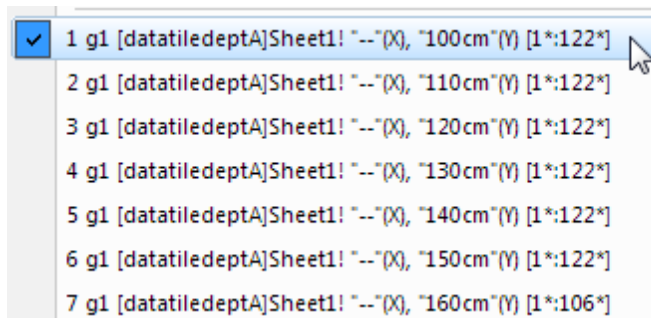 1 g1 [datatiledeptA]Sheet1! "--"(X), "100cm"(Y) [1*:122*]
2 g1 [datatiledeptA]Sheet1! "--"(X), "110cm"(Y) [1*:122*]
3 g1 [datatiledeptA]Sheet1! "--"(X), "120cm"(Y) [1*:122*]
4 g1 [datatiledeptA]Sheet1! "--"(X), "130cm"(Y) [1*:122*]
5 g1 [datatiledeptA]Sheet1! "--"(X), "140cm"(Y) [1*:122*]
6 g1 [datatiledeptA]Sheet1! "--"(X), "150cm"(Y) [1*:122*]
7 g1 [datatiledeptA]Sheet1! "--"(X), "160cm"(Y) [1*:106*]